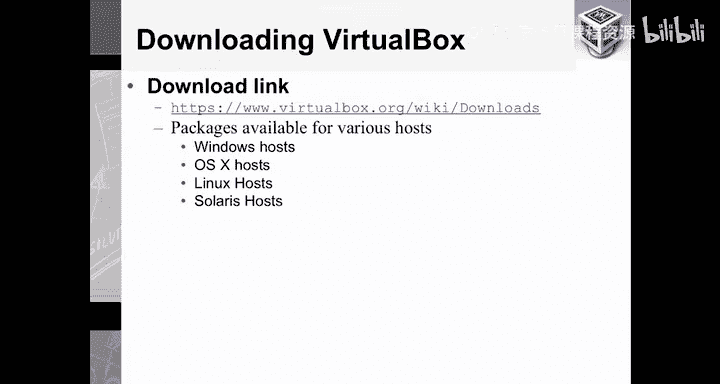 Downloading VirtualBox
bilibili
• Download link
– https://www.virtualbox.org/wiki/Downloads
– Packages available for various hosts
• Windows hosts
• OS X hosts
• Linux Hosts
• Solaris Hosts